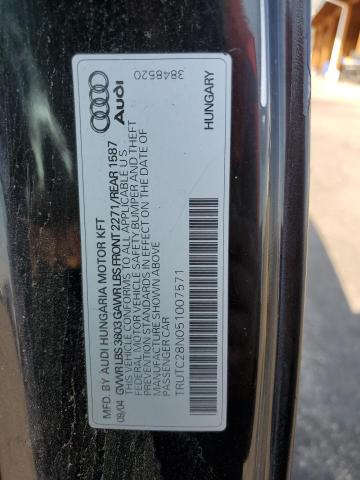 MFD. BY AUDI HUNGARIA MOTOR KFT
09/04 GVWR LBS 3803 GAWR LBS FRONT 2271/REAR 1587
THIS VEHICLE CONFORMS TO ALL APPLICABLE U S
FEDERAL MOTOR VEHICLE SAFETY BUMPER AND THEFT
PREVENTION STANDARDS IN EFFECT ON THE DATE OF
MANUFACTURE SHOWN ABOVE
PASSENGER CAR
TRUTC28N051007571
3848520
Audi
HUNGARY